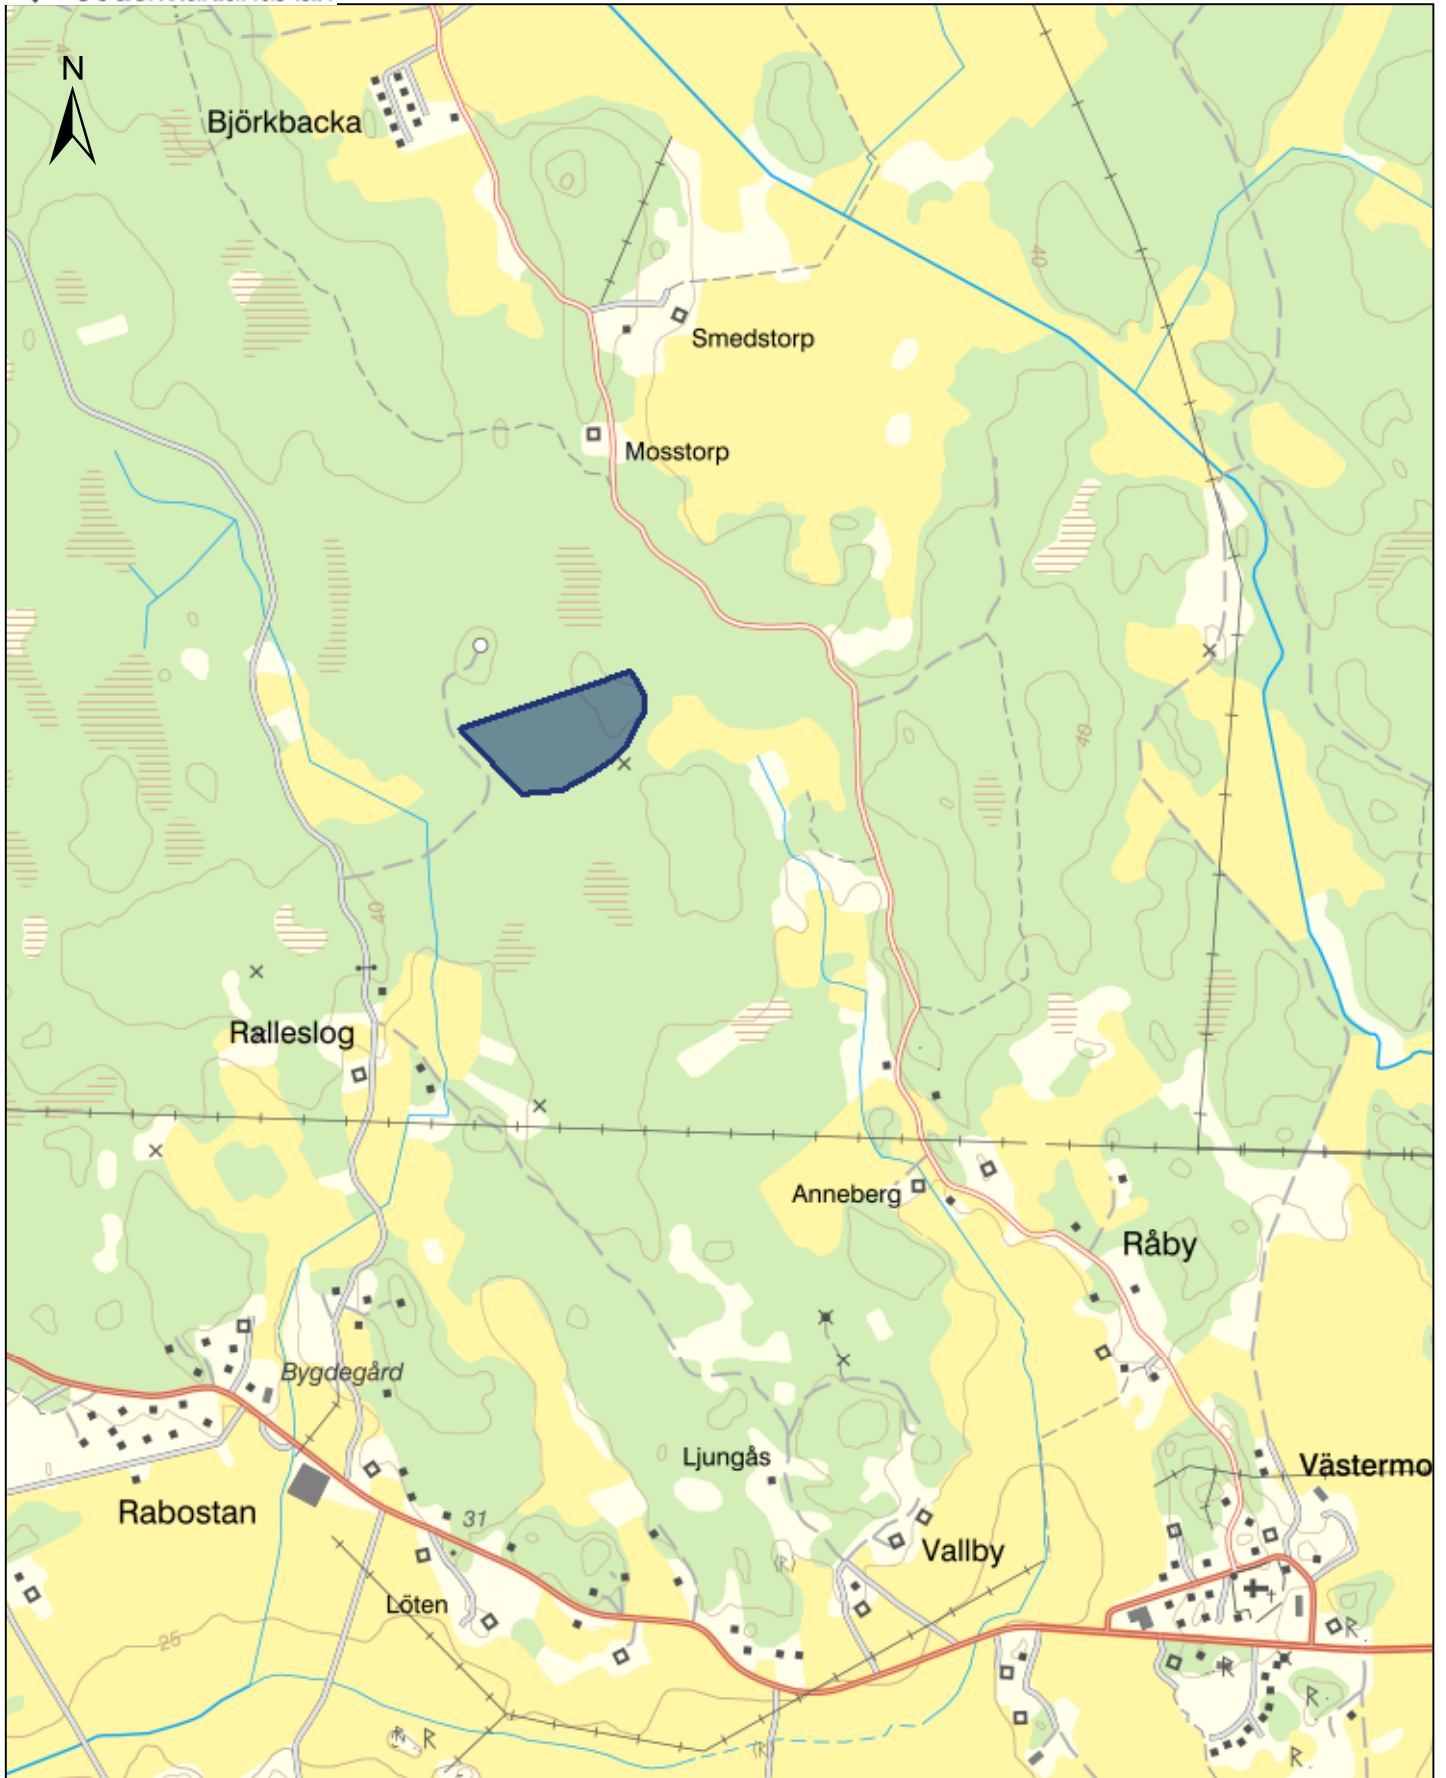 N
Björkbacka
40
Smedstorp
Mosstorp
40
40
Ralleslog
Anneberg
Råby
Bygdegård
Ljungås
Västermo
Rabostan
31
Vallby
(R)
Löten
25
R
R
R
R
R
(R)
R